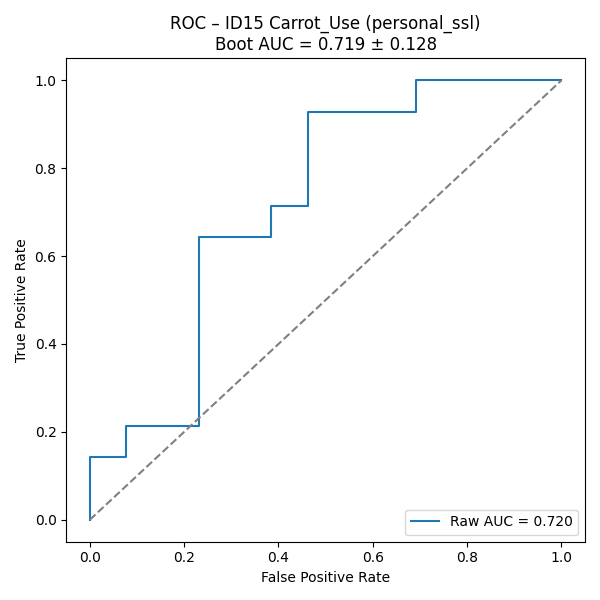 ROC – ID15 Carrot_Use (personal_ssl)
Boot AUC = 0.719 ± 0.128
True Positive Rate
1.0
0.8
0.6
0.4
0.2
0.0
Raw AUC = 0.720
0.0 0.2 0.4 0.6 0.8 1.0
False Positive Rate